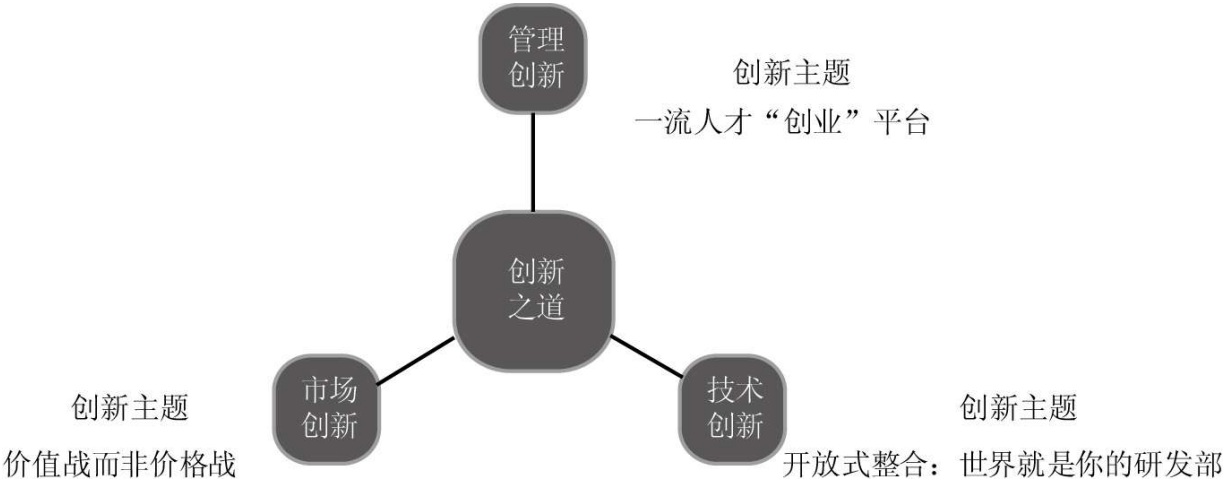 管理
创新
创新主题
一流人才“创业”平台
创新
之道
市场
创新
创新主题
价值战而非价格战
技术
创新
创新主题
开放式整合：世界就是你的研发部